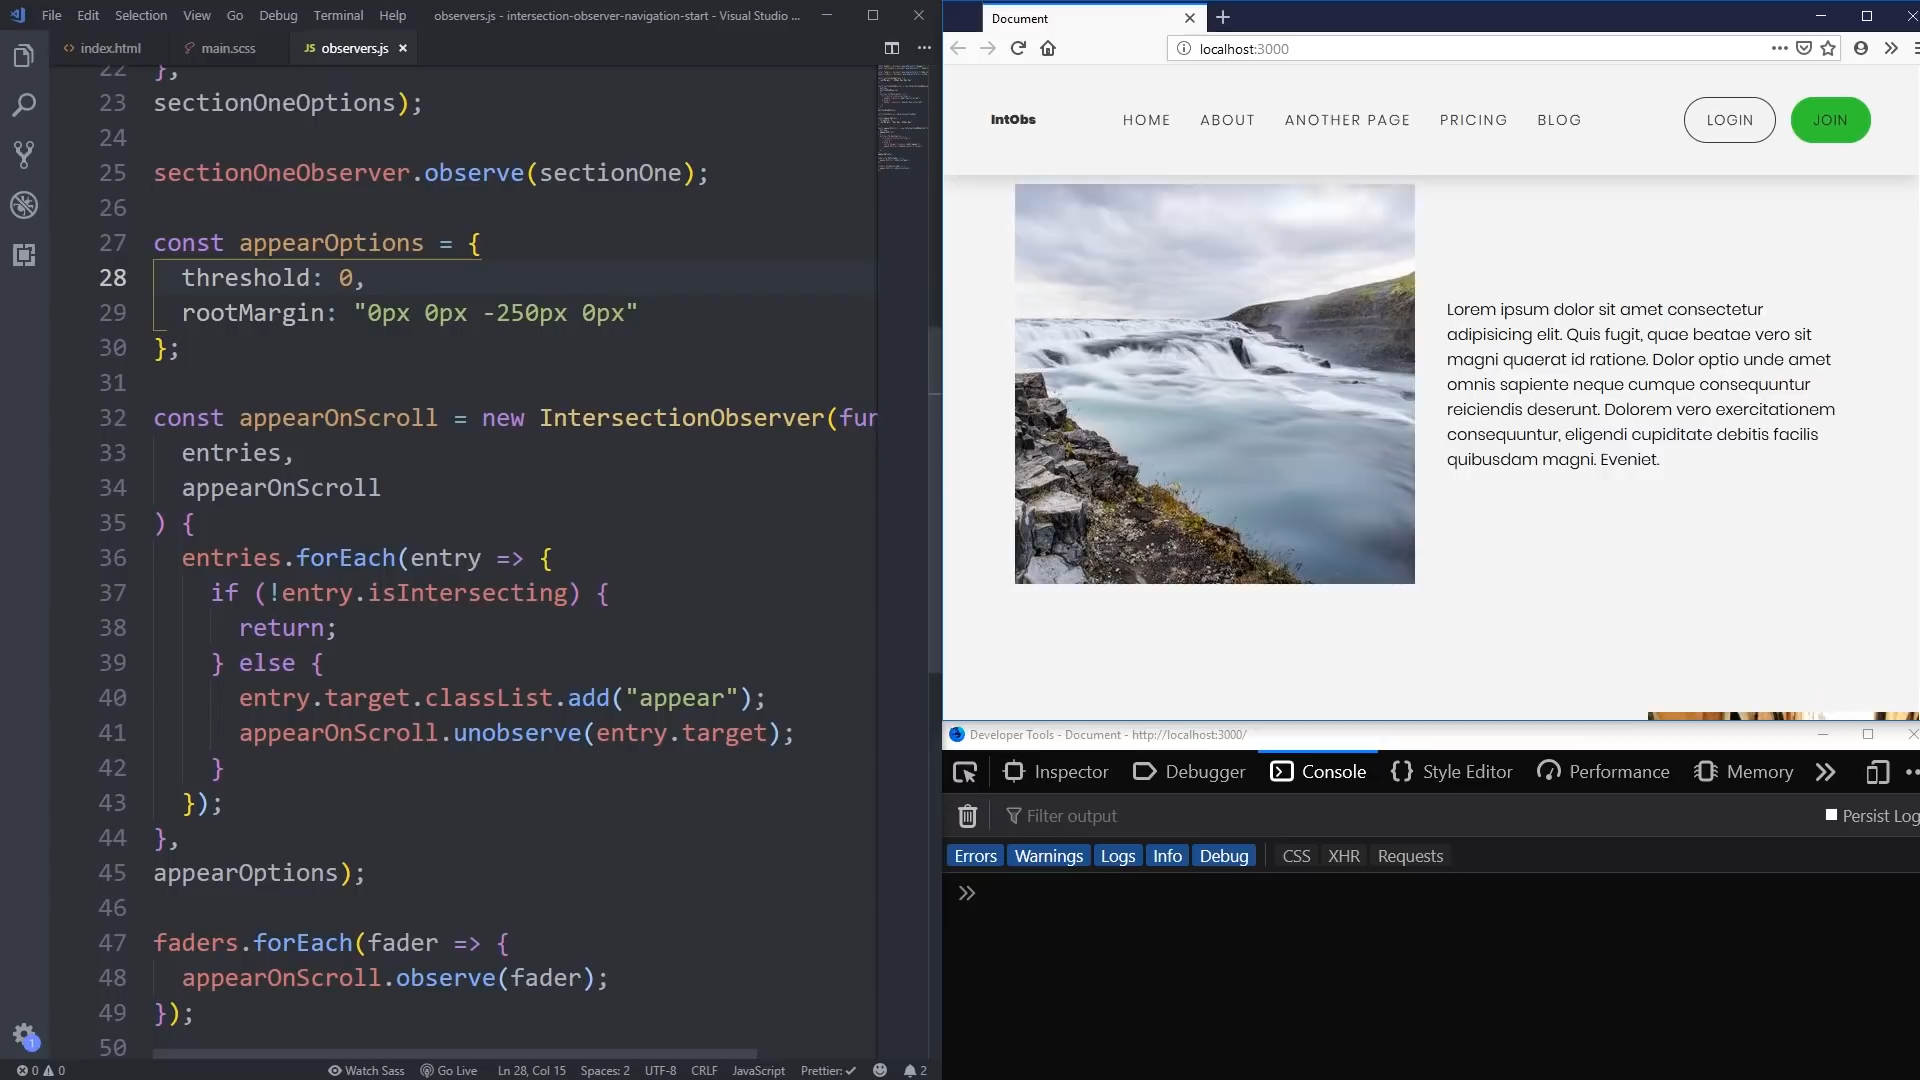 File Edit Selection View Go Debug Terminal Help observers.js - intersection-observer-navigation-start - Visual Studio ...
index.html main.scss JS observers.js
22 },
23 sectionOneOptions);
24
25 sectionOneObserver.observe(sectionOne);
26
27 const appearOptions = {
28 threshold: 0,
29 rootMargin: "0px 0px -250px 0px"
30 };
31
32 const appearOnScroll = new IntersectionObserver(fun
33 entries,
34 appearOnScroll
35 ) {
36 entries.forEach(entry => {
37 if (!entry.isIntersecting) {
38 return;
39 } else {
40 entry.target.classList.add("appear");
41 appearOnScroll.unobserve(entry.target);
42 }
43 });
44 },
45 appearOptions);
46
47 faders.forEach(fader => {
48 appearOnScroll.observe(fader);
49 });
50
1
0 0 Watch Sass Go Live Ln 28, Col 15 Spaces: 2 UTF-8 CRLF JavaScript Prettier: 2
Document
localhost:3000
IntObs HOME ABOUT ANOTHER PAGE PRICING BLOG LOGIN JOIN
Lorem ipsum dolor sit amet consectetur
adipisicing elit. Quis fugit, quae beatae vero sit
magni quaerat id ratione. Dolor optio unde amet
omnis sapiente neque cumque consequuntur
reiciendis deserunt. Dolorem vero exercitationem
consequuntur, eligendi cupiditate debitis facilis
quibusdam magni. Eveniet.
Developer Tools - Document - http://localhost:3000/
Inspector Debugger Console Style Editor Performance Memory
Filter output Persist Log
Errors Warnings Logs Info Debug CSS XHR Requests